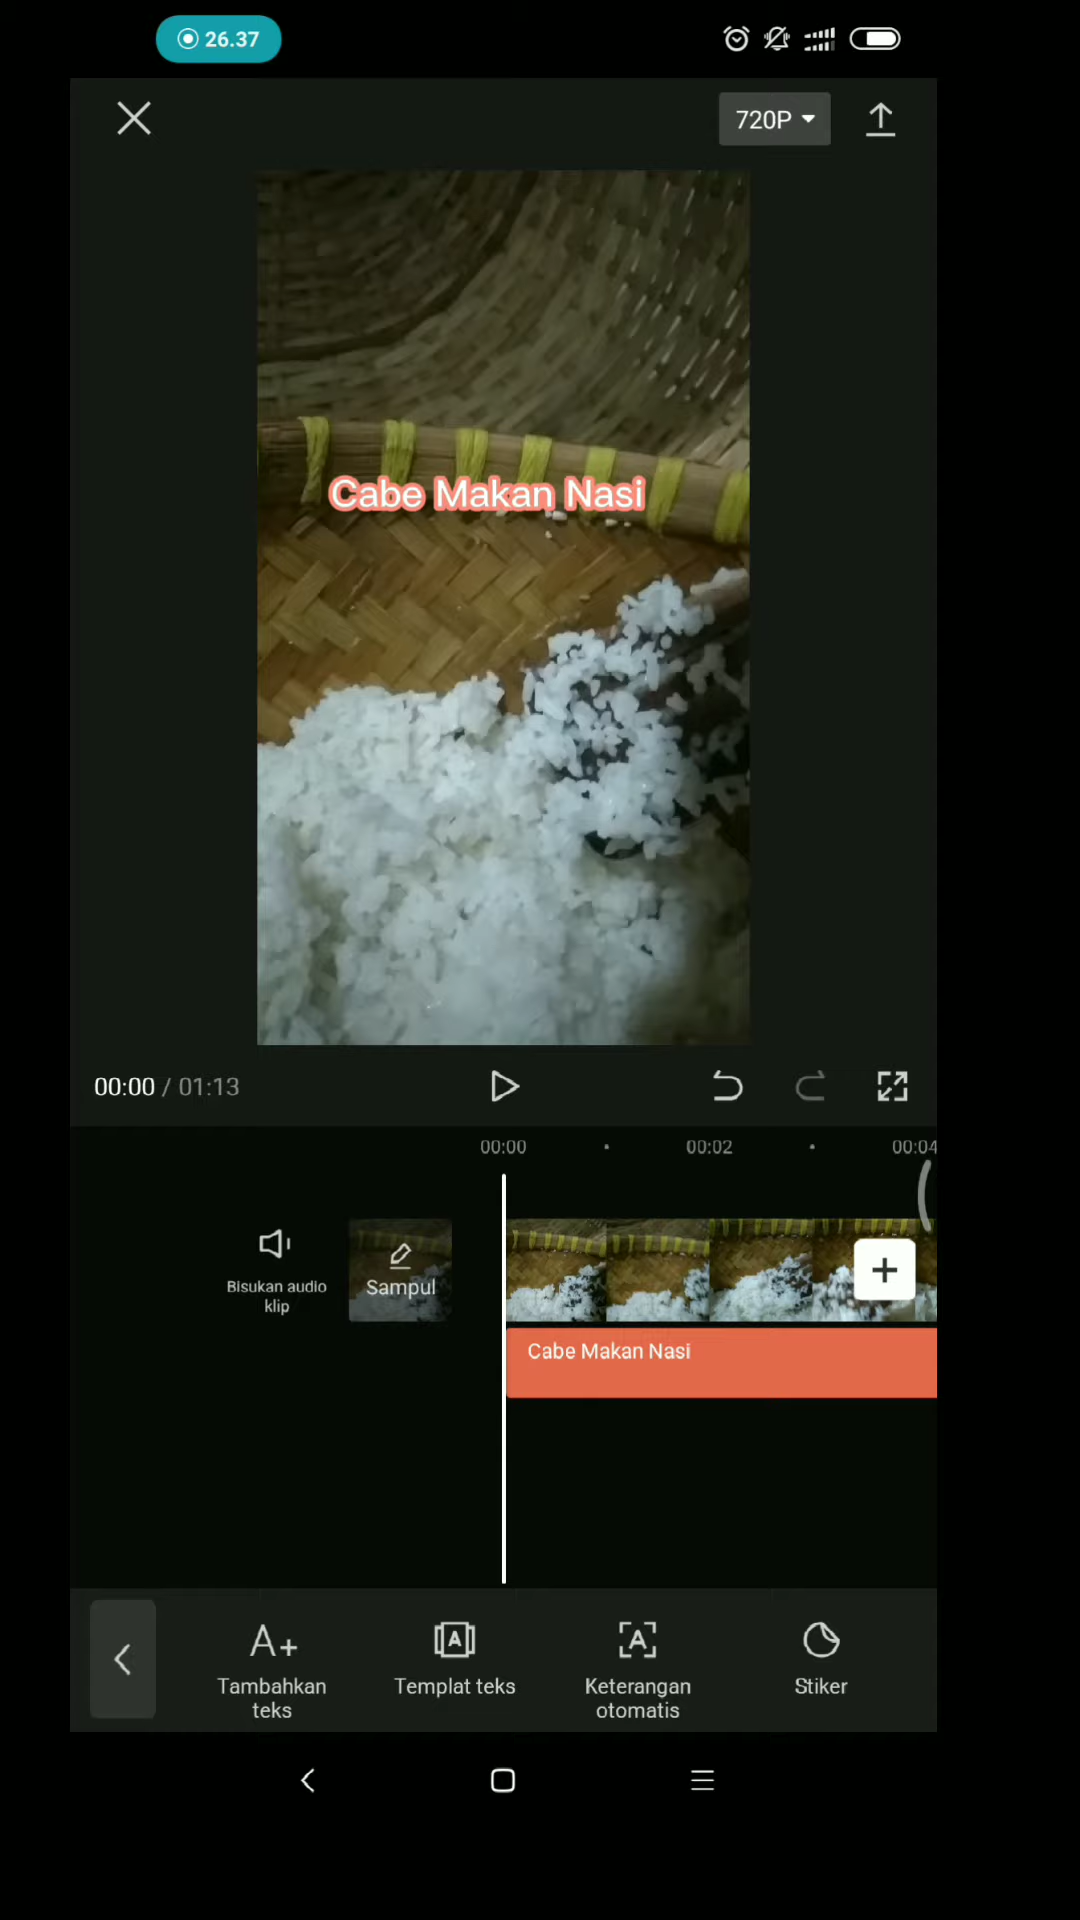 26.37
720P
Cabe Makan Nasi
00:00 / 01:13
00:00
00:02
00:04
Bisukan audio
klip
Sampul
Cabe Makan Nasi
Tambahkan
teks
Templat teks
Keterangan
otomatis
Stiker